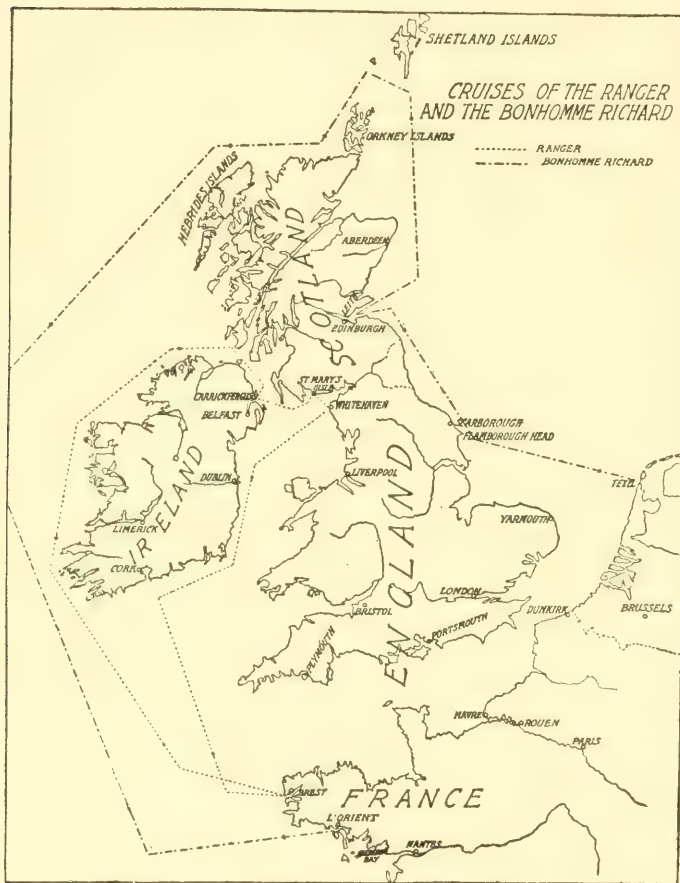 SHETLAND ISLANDS
CRUISES OF THE RANGER
AND THE BONHOMME RICHARD
RANGER
BONHOMME RICHARD
ORKNEY ISLANDS
HEBRIDES ISLANDS
SCOTLAND
ABERDEEN
LEITH
EDINBURGH
ST MARY'S
ISLE
CARRICKFERGUS
BELFAST
WHITEHAVEN
SCARBOROUGH
FLAMBOROUGH HEAD
IRELAND
DUBLIN
LIVERPOOL
ENGLAND
TEXEL
LIMERICK
CORK
YARMOUTH
LONDON
BRISTOL
DUNKIRK
BRUSSELS
PORTSMOUTH
PLYMOUTH
HAVRE
ROUEN
PARIS
BREST
FRANCE
L'ORIENT
BAY
NANTES